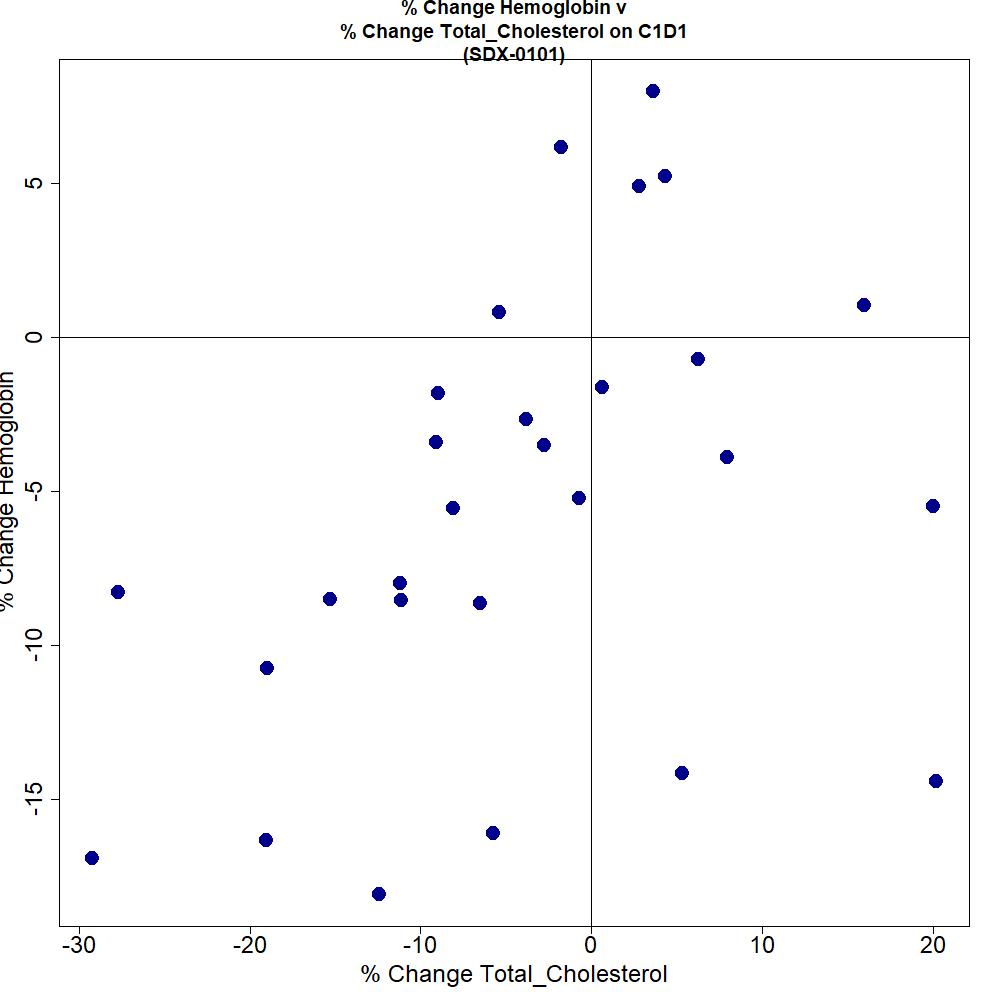 % Change Hemoglobin v
% Change Total_Cholesterol on C1D1
(SDX-0101)
5
0
-5
-10
-15
% Change Hemoglobin
-30
-20
-10
0
10
20
% Change Total_Cholesterol